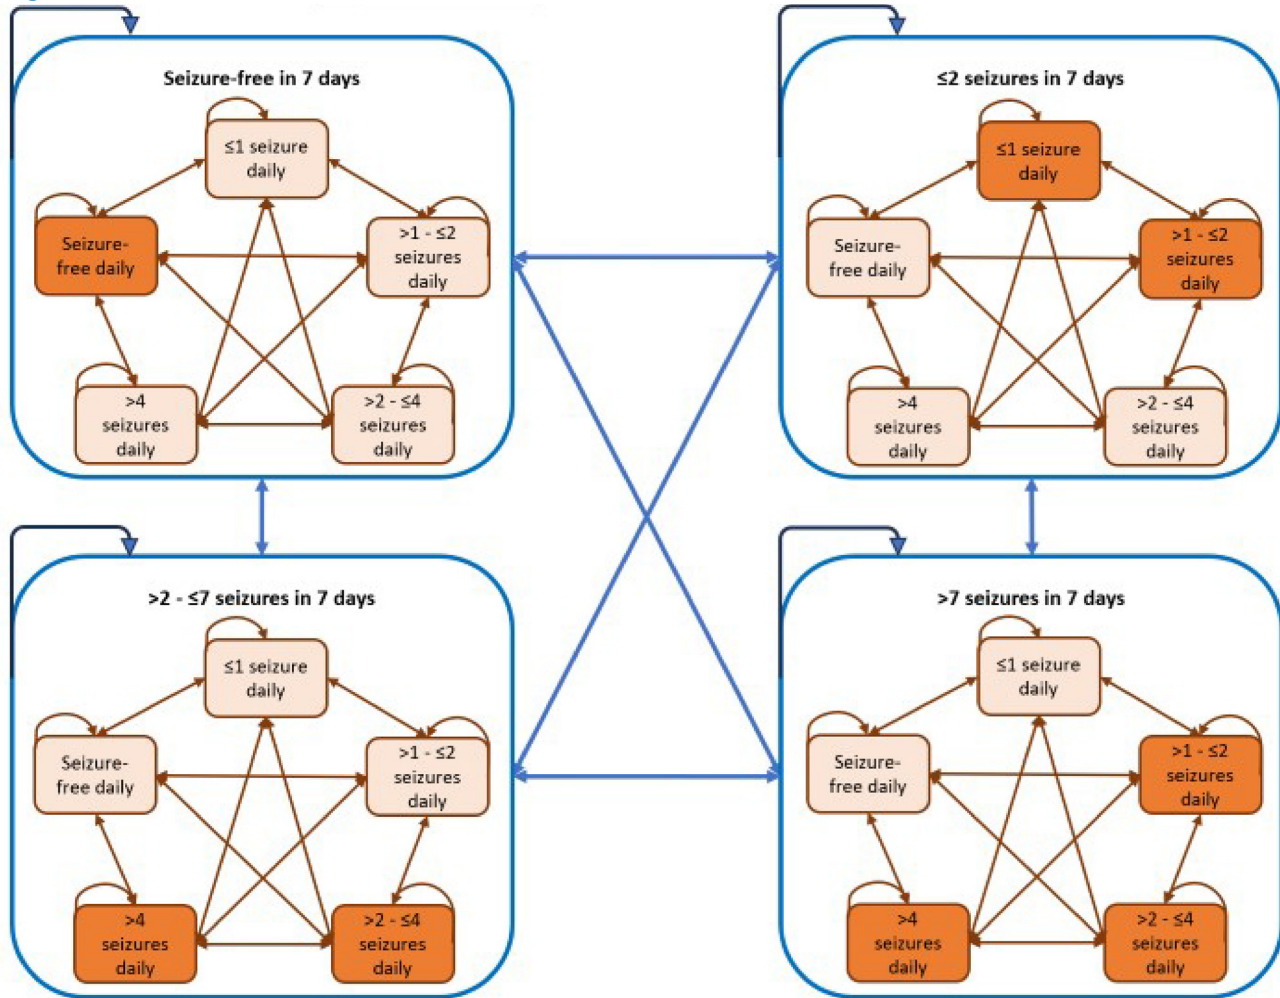 Seizure-free in 7 days
≤1 seizure
daily
Seizure-
free daily
>1 - ≤2
seizures
daily
>4
seizures
daily
>2 - ≤4
seizures
daily
≤2 seizures in 7 days
≤1 seizure
daily
Seizure-
free daily
>1 - ≤2
seizures
daily
>4
seizures
daily
>2 - ≤4
seizures
daily
>2 - ≤7 seizures in 7 days
≤1 seizure
daily
Seizure-
free daily
>1 - ≤2
seizures
daily
>4
seizures
daily
>2 - ≤4
seizures
daily
>7 seizures in 7 days
≤1 seizure
daily
Seizure-
free daily
>1 - ≤2
seizures
daily
>4
seizures
daily
>2 - ≤4
seizures
daily